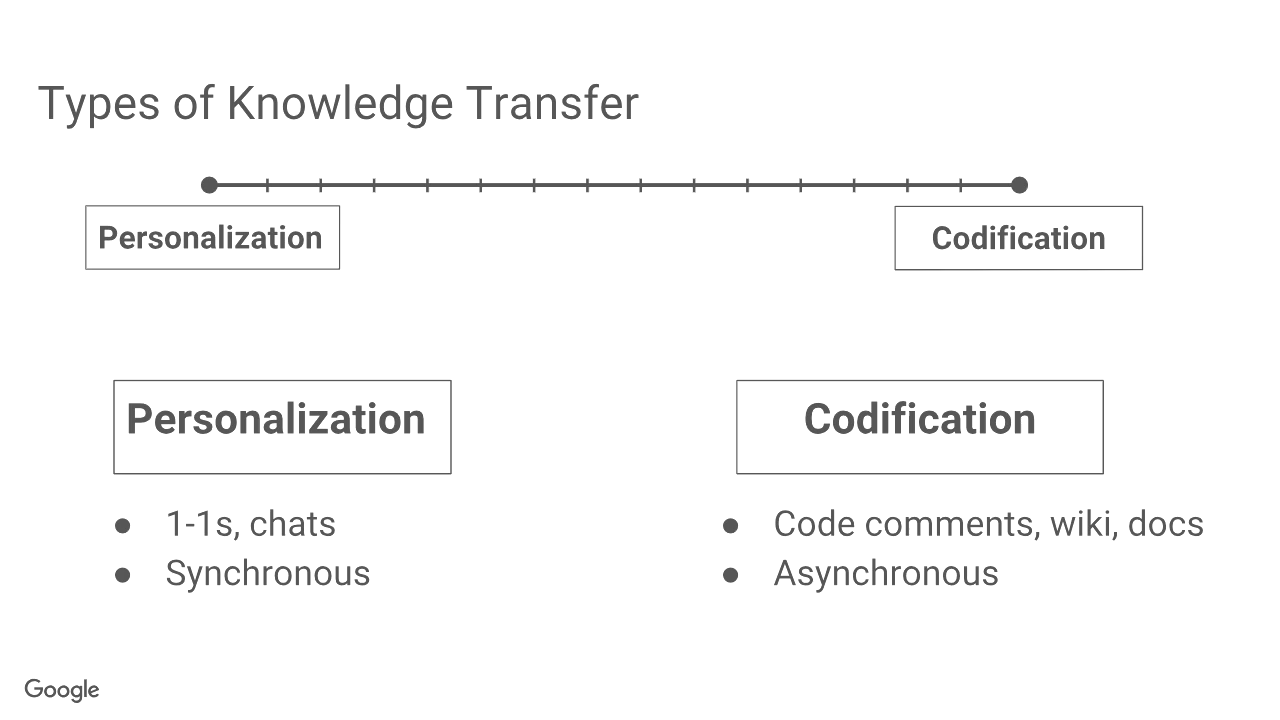 Types of Knowledge Transfer
Personalization
Codification
Personalization
1-1s, chats
Synchronous
Codification
Code comments, wiki, docs
Asynchronous
Google